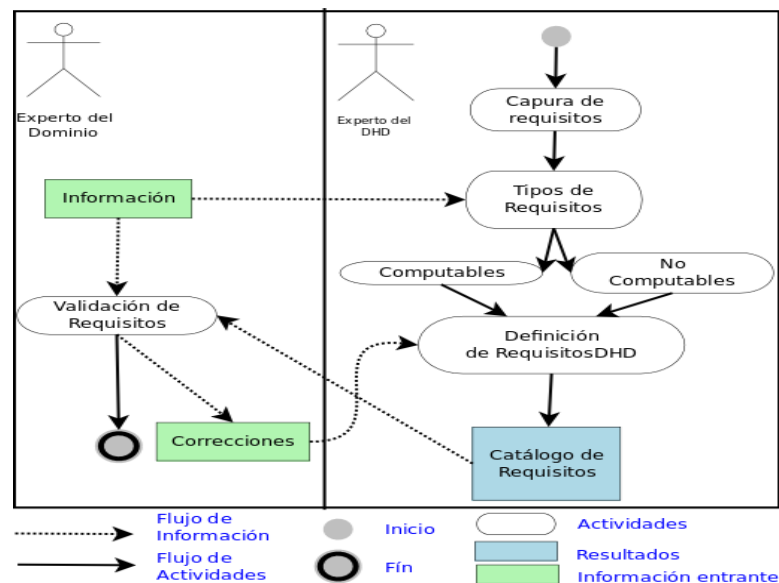 Experto del
Dominio
Experto del
DHD
Capura de
requisitos
Información
Tipos de
Requisitos
Computables
No
Computables
Validación de
Requisitos
Definición
de RequisitosDHD
Correcciones
Catálogo de
Requisitos
Flujo de
Información
Inicio
Actividades
Flujo de
Actividades
Fín
Resultados
Información entrante